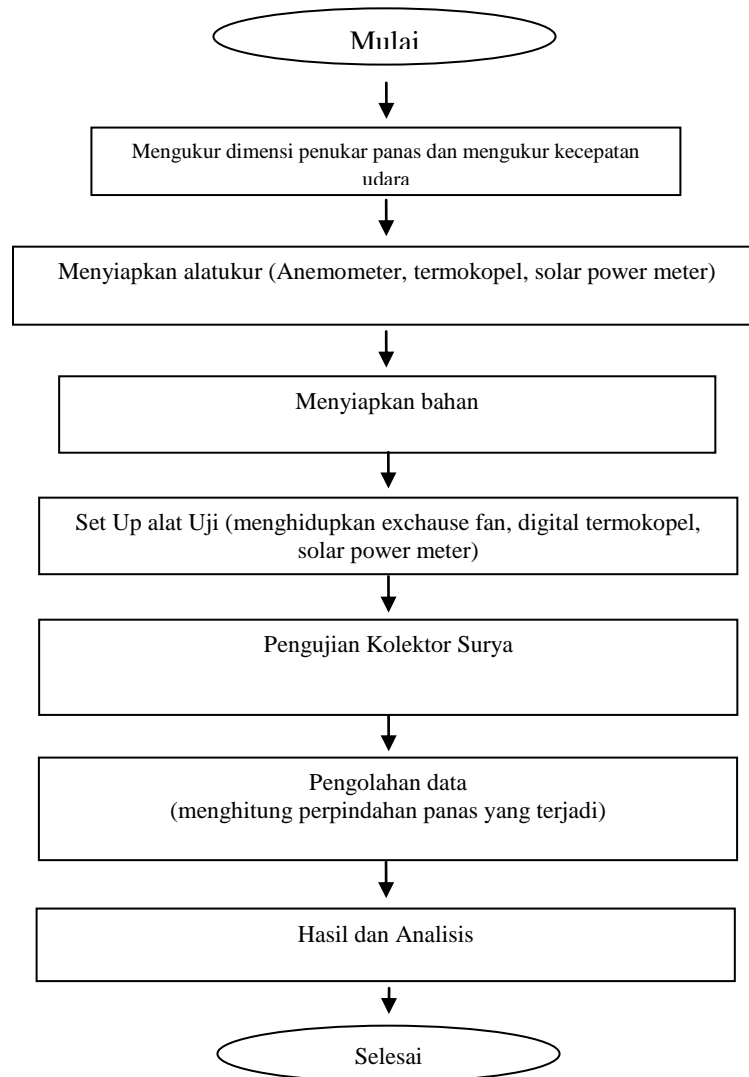 Mulai
Mengukur dimensi penukar panas dan mengukur kecepatan
udara
Menyiapkan alatukur (Anemometer, termokopel, solar power meter)
Menyiapkan bahan
Set Up alat Uji (menghidupkan exchause fan, digital termokopel,
solar power meter)
Pengujian Kolektor Surya
Pengolahan data
(menghitung perpindahan panas yang terjadi)
Hasil dan Analisis
Selesai